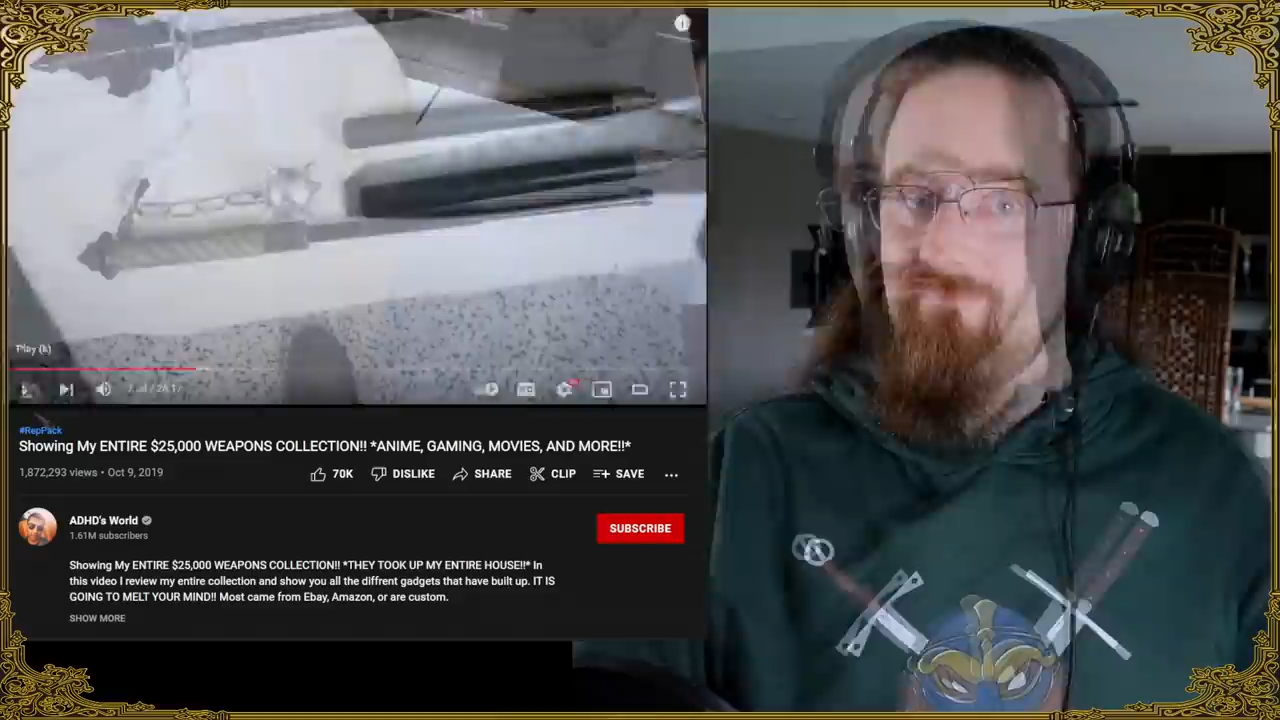 Play (k)
#RepPack
Showing My ENTIRE $25,000 WEAPONS COLLECTION!! *ANIME, GAMING, MOVIES, AND MORE!!*
1,872,293 views • Oct 9, 2019
70K DISLIKE SHARE CLIP SAVE ...
ADHD's World
1.61M subscribers
SUBSCRIBE
Showing My ENTIRE $25,000 WEAPONS COLLECTION!! *THEY TOOK UP MY ENTIRE HOUSE!!* In
this video I review my entire collection and show you all the diffrent gadgets that have built up. IT IS
GOING TO MELT YOUR MIND!! Most came from Ebay, Amazon, or are custom.
SHOW MORE